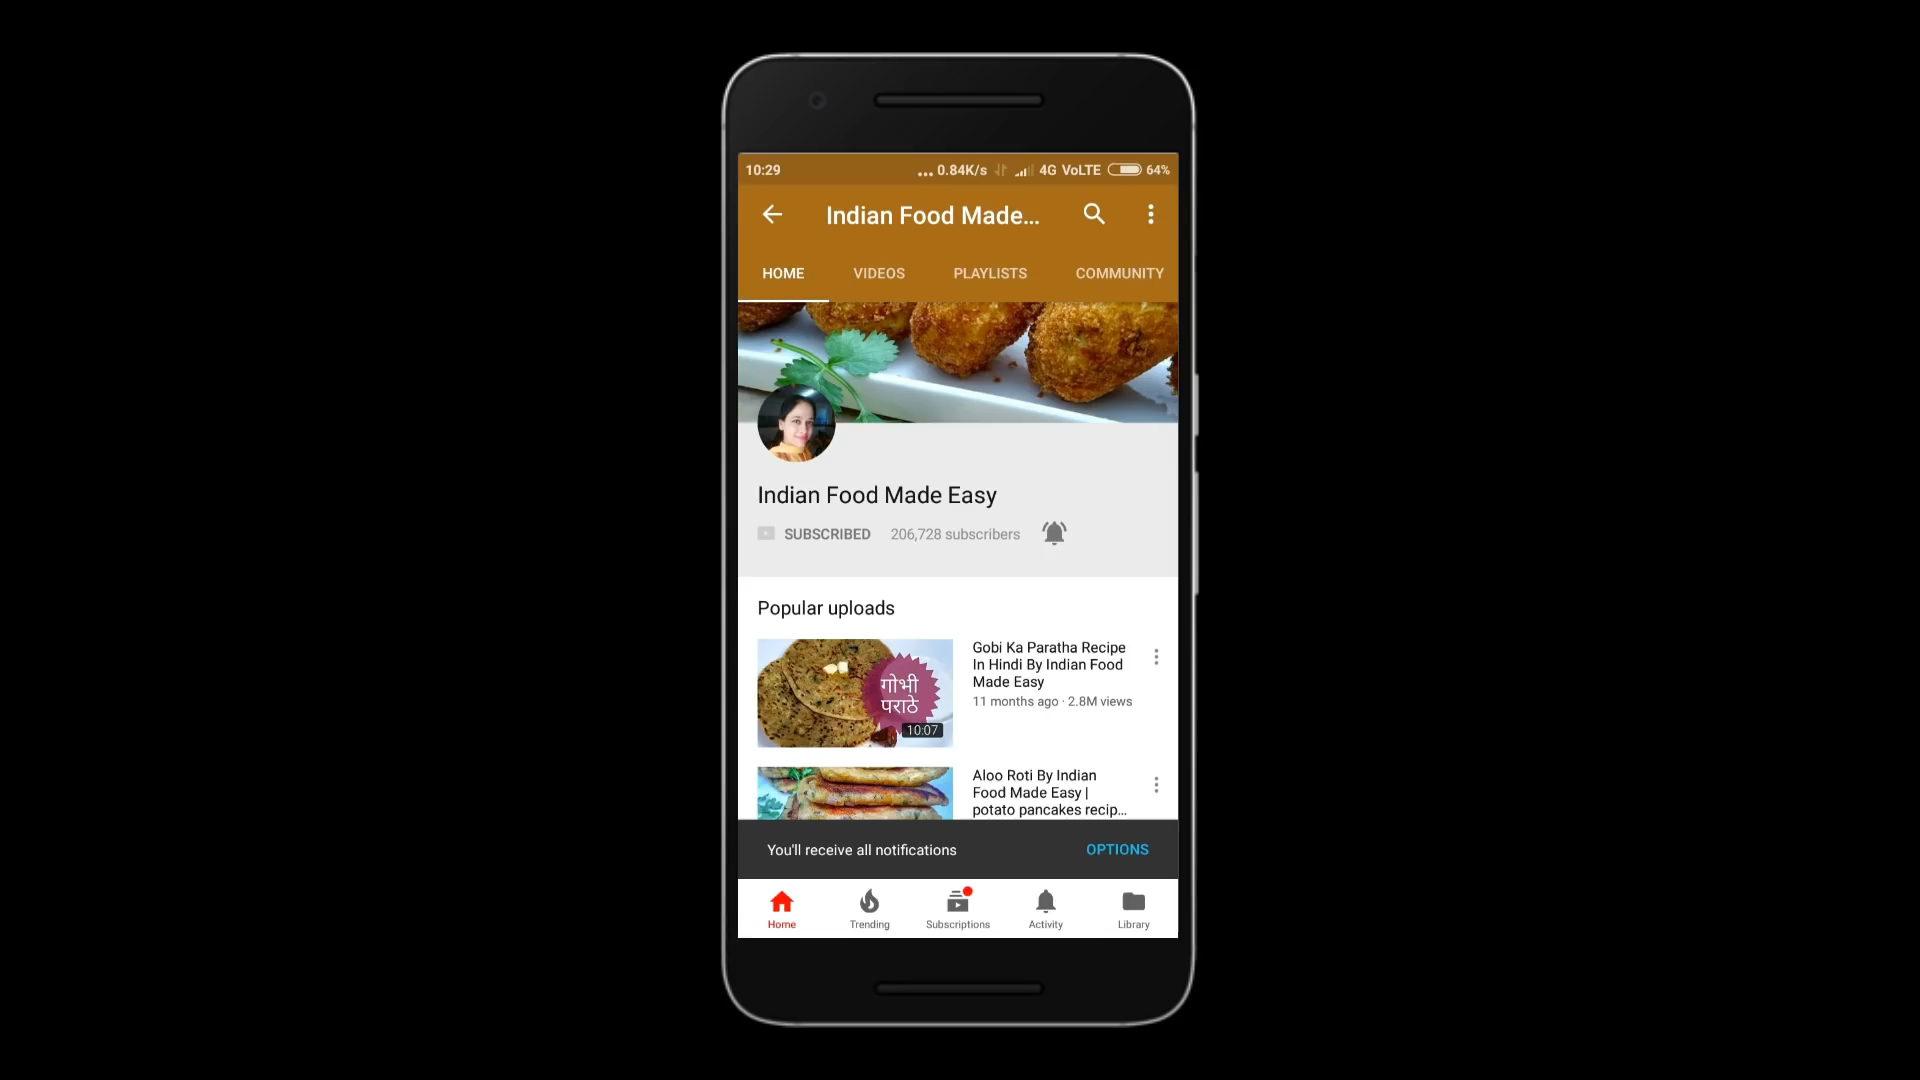 10:29
... 0.84K/s 4G VoLTE 64%
Indian Food Made...
HOME VIDEOS PLAYLISTS COMMUNITY
Indian Food Made Easy
SUBSCRIBED 206,728 subscribers
Popular uploads
गोभी
पराठे
10:07
Gobi Ka Paratha Recipe
In Hindi By Indian Food
Made Easy
11 months ago · 2.8M views
Aloo Roti By Indian
Food Made Easy |
potato pancakes recip...
You'll receive all notifications OPTIONS
Home Trending Subscriptions Activity Library